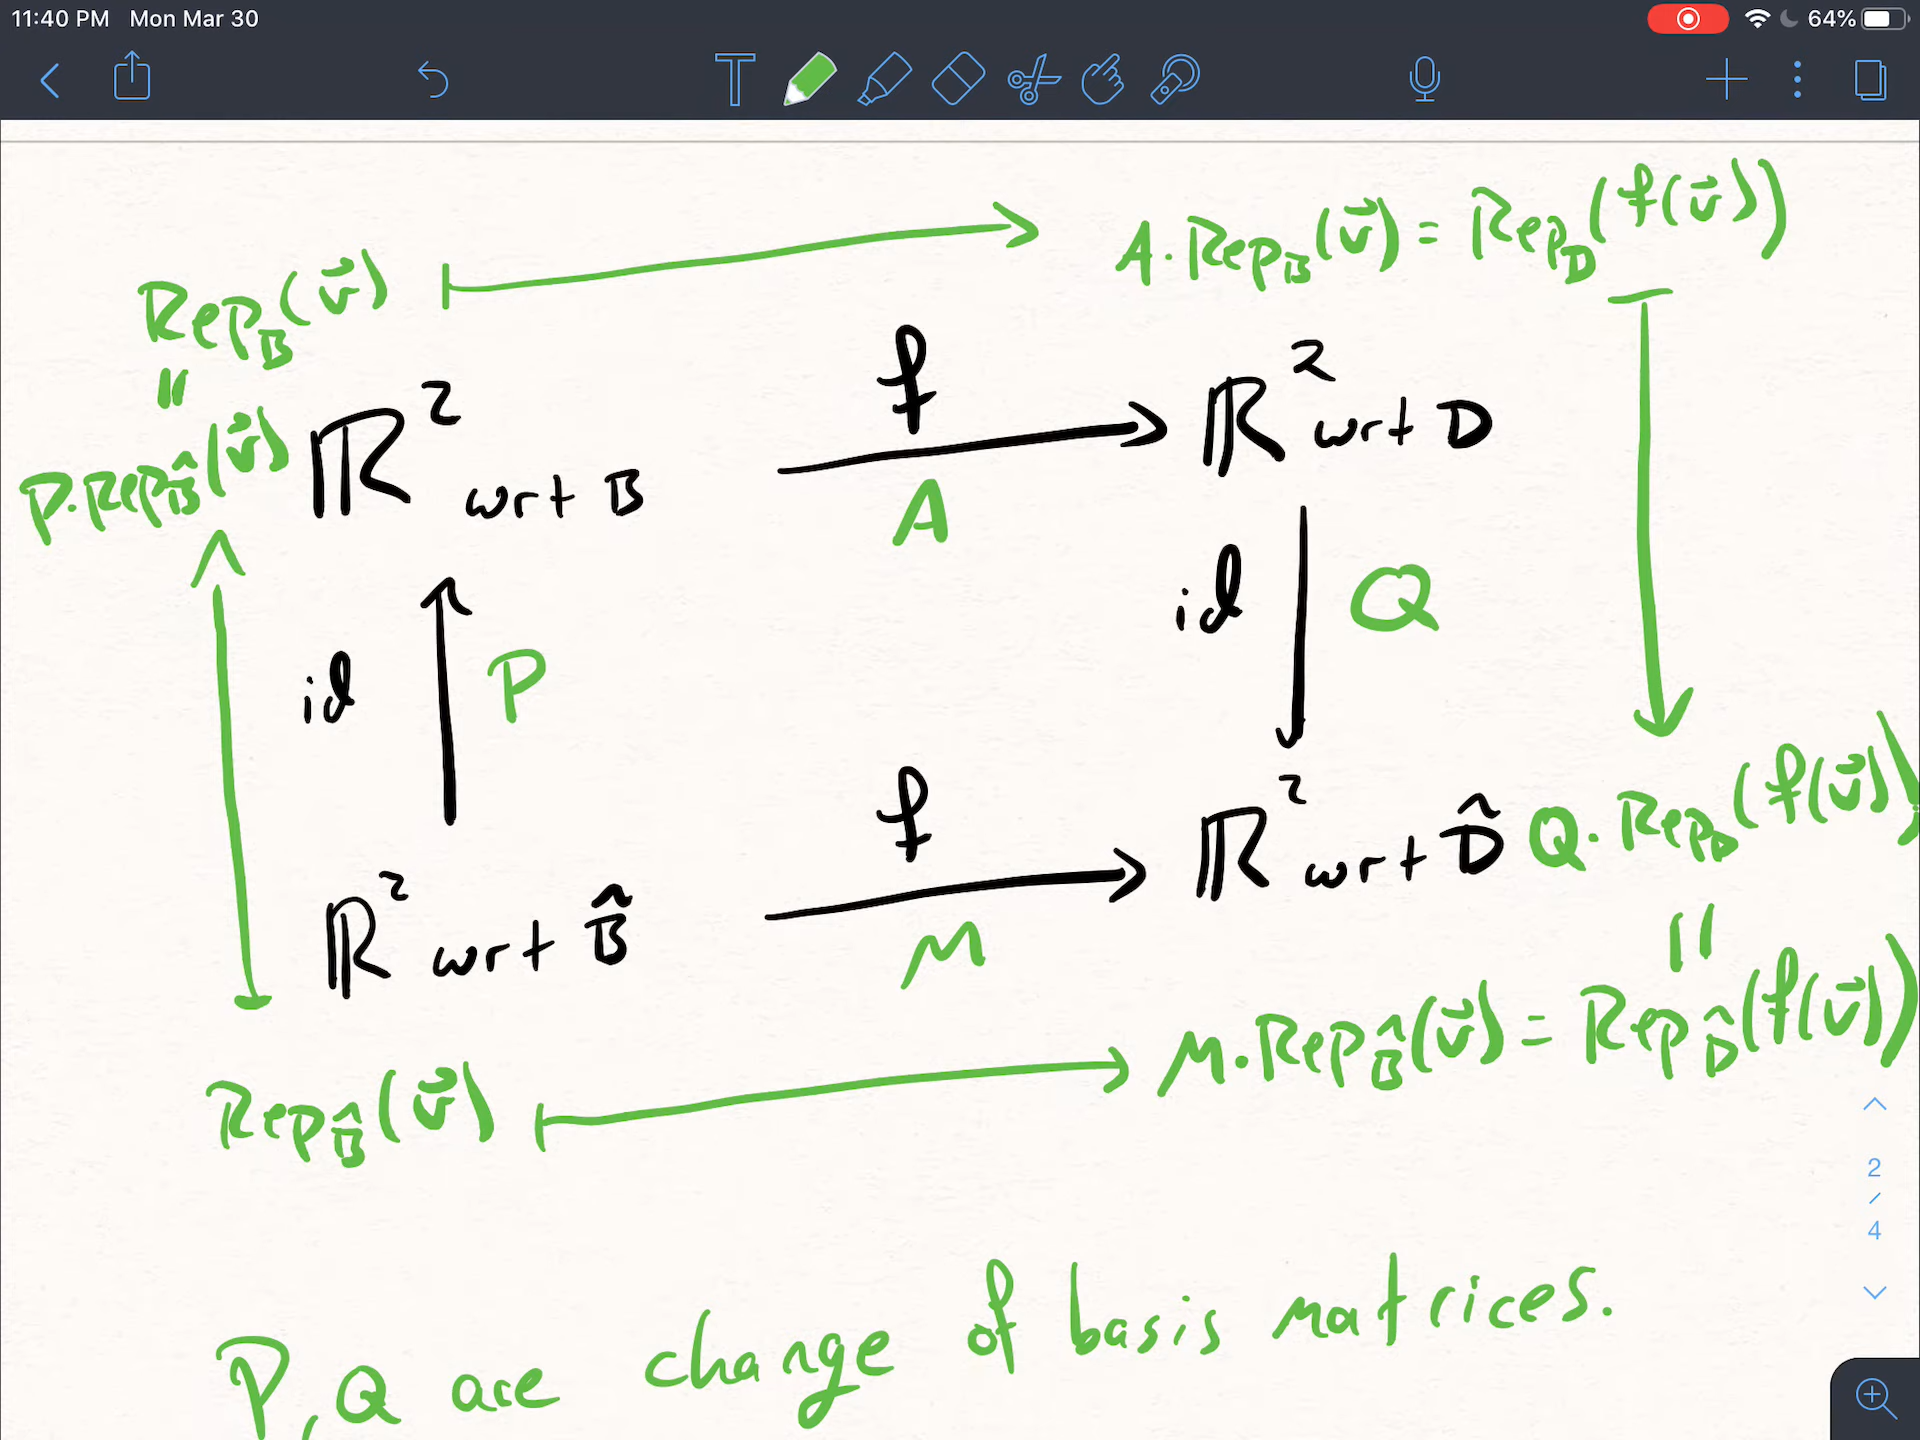 11:40 PM Mon Mar 30
64%
T
Rep_B(v⃗) ↦ A·Rep_B(v⃗) = Rep_D(f(v⃗))
=
P·Rep_B̂(v⃗)
ℝ² wrt B
f
A
ℝ² wrt D
id P
id Q
ℝ² wrt B̂
f
M
ℝ² wrt D̂
Q·Rep_D(f(v⃗))
=
Rep_B̂(v⃗) ↦ M·Rep_B̂(v⃗) = Rep_D̂(f(v⃗))
2
/
4
P, Q are change of basis matrices.